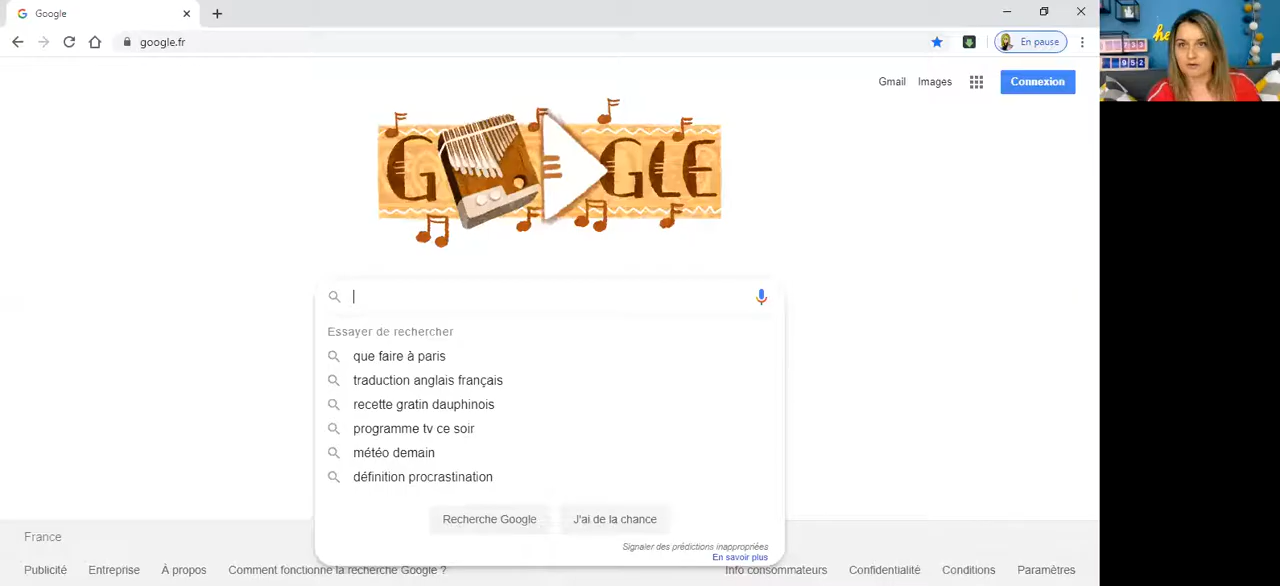 Google
google.fr
En pause
Gmail
Images
Connexion
GOOGLE
Essayer de rechercher
que faire à paris
traduction anglais français
recette gratin dauphinois
programme tv ce soir
météo demain
définition procrastination
Recherche Google
J'ai de la chance
Signaler des prédictions inappropriées
En savoir plus
France
Publicité
Entreprise
À propos
Comment fonctionne la recherche Google ?
Info consommateurs
Confidentialité
Conditions
Paramètres